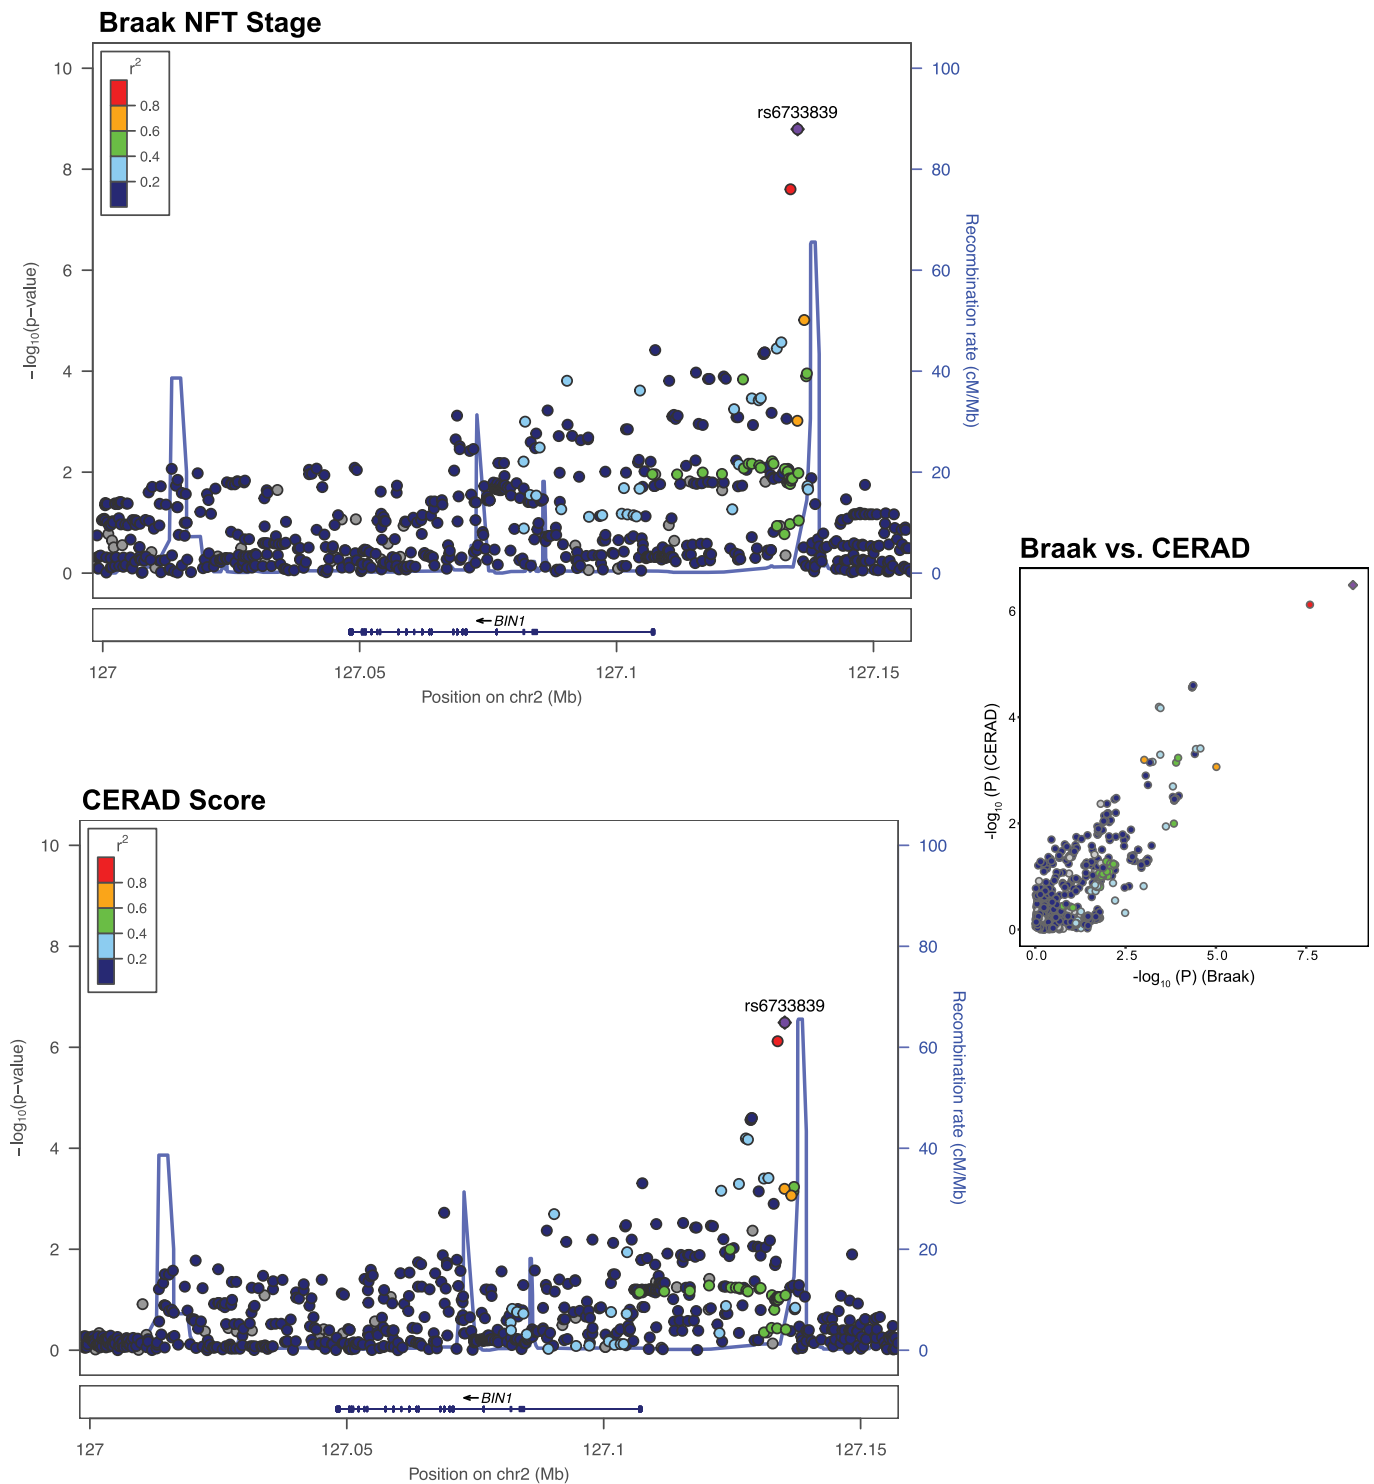 Braak NFT Stage
10
8
6
4
2
0
−log10(p−value)
r2
0.8
0.6
0.4
0.2
rs6733839
100
80
60
40
20
0
Recombination rate (cM/Mb)
BIN1
127
127.05
127.1
127.15
Position on chr2 (Mb)
Braak vs. CERAD
6
4
2
0
-log10 (P) (CERAD)
0.0
2.5
5.0
7.5
-log10 (P) (Braak)
CERAD Score
10
8
6
4
2
0
−log10(p−value)
r2
0.8
0.6
0.4
0.2
rs6733839
100
80
60
40
20
0
Recombination rate (cM/Mb)
BIN1
127
127.05
127.1
127.15
Position on chr2 (Mb)